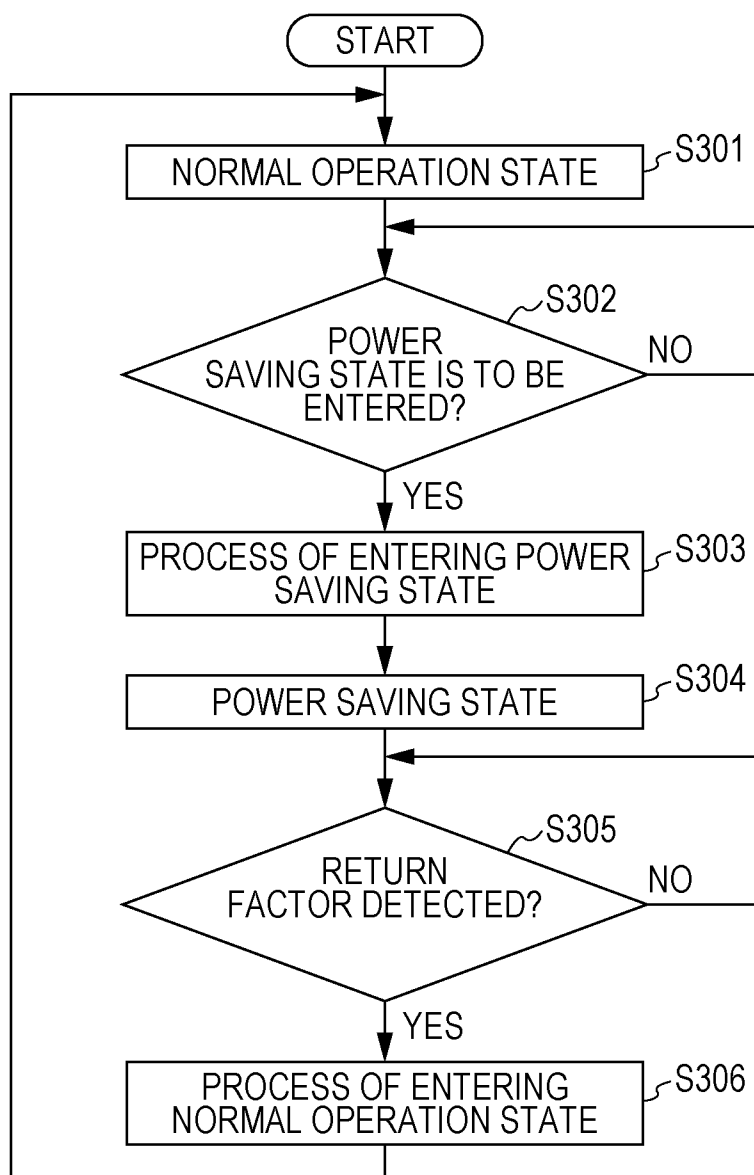 START
S301
NORMAL OPERATION STATE
S302
POWER
SAVING STATE IS TO BE
ENTERED?
NO
YES
PROCESS OF ENTERING POWER
SAVING STATE
S303
POWER SAVING STATE
S304
S305
RETURN
FACTOR DETECTED?
NO
YES
PROCESS OF ENTERING
NORMAL OPERATION STATE
S306